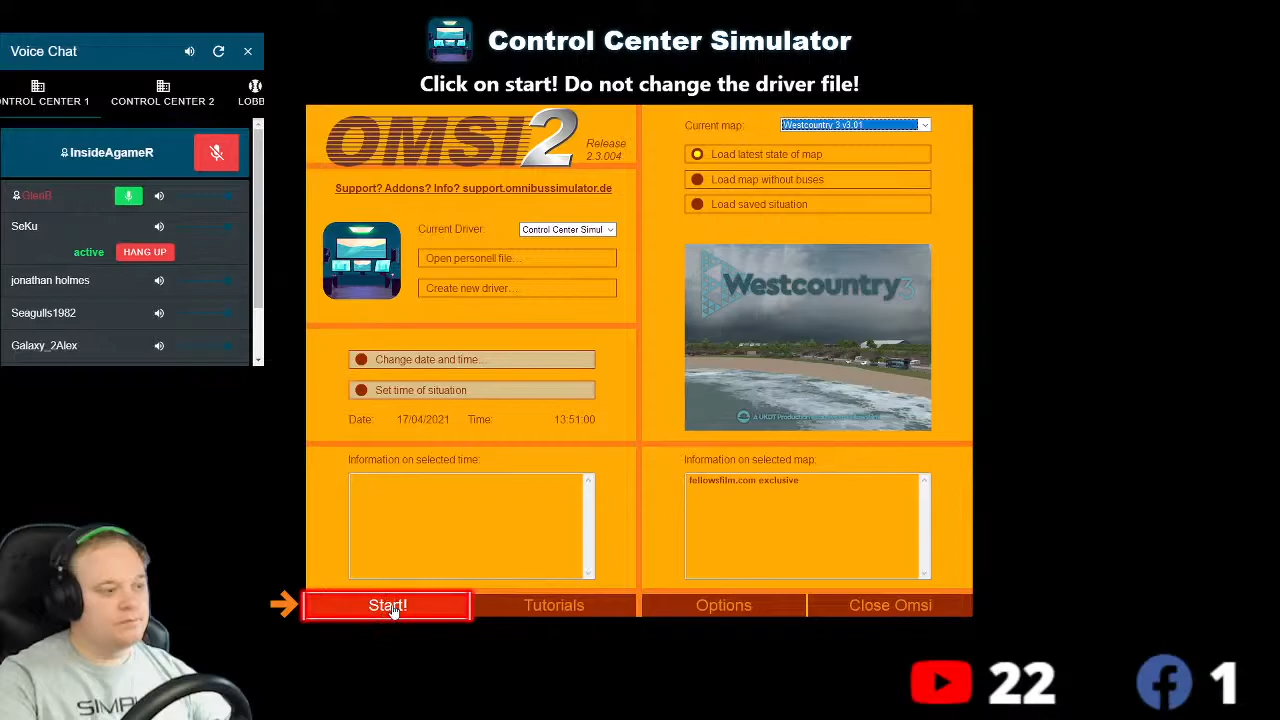 Control Center Simulator
Click on start! Do not change the driver file!
Voice Chat
ONTROL CENTER 1
CONTROL CENTER 2
LOBB
InsideAgameR
GlenB
SeKu
active
HANG UP
jonathan holmes
Seagulls1982
Galaxy_2Alex
OMSI2
Release
2.3.004
Support? Addons? Info? support.omnibussimulator.de
Current Driver:
Control Center Simul
Open personell file...
Create new driver...
Change date and time...
Set time of situation
Date: 17/04/2021 Time: 13:51:00
Information on selected time:
Current map:
Westcountry 3 v3.01
Load latest state of map
Load map without buses
Load saved situation
Westcountry3
Information on selected map:
fellowsfilm.com exclusive
Start!
Tutorials
Options
Close Omsi
22
1